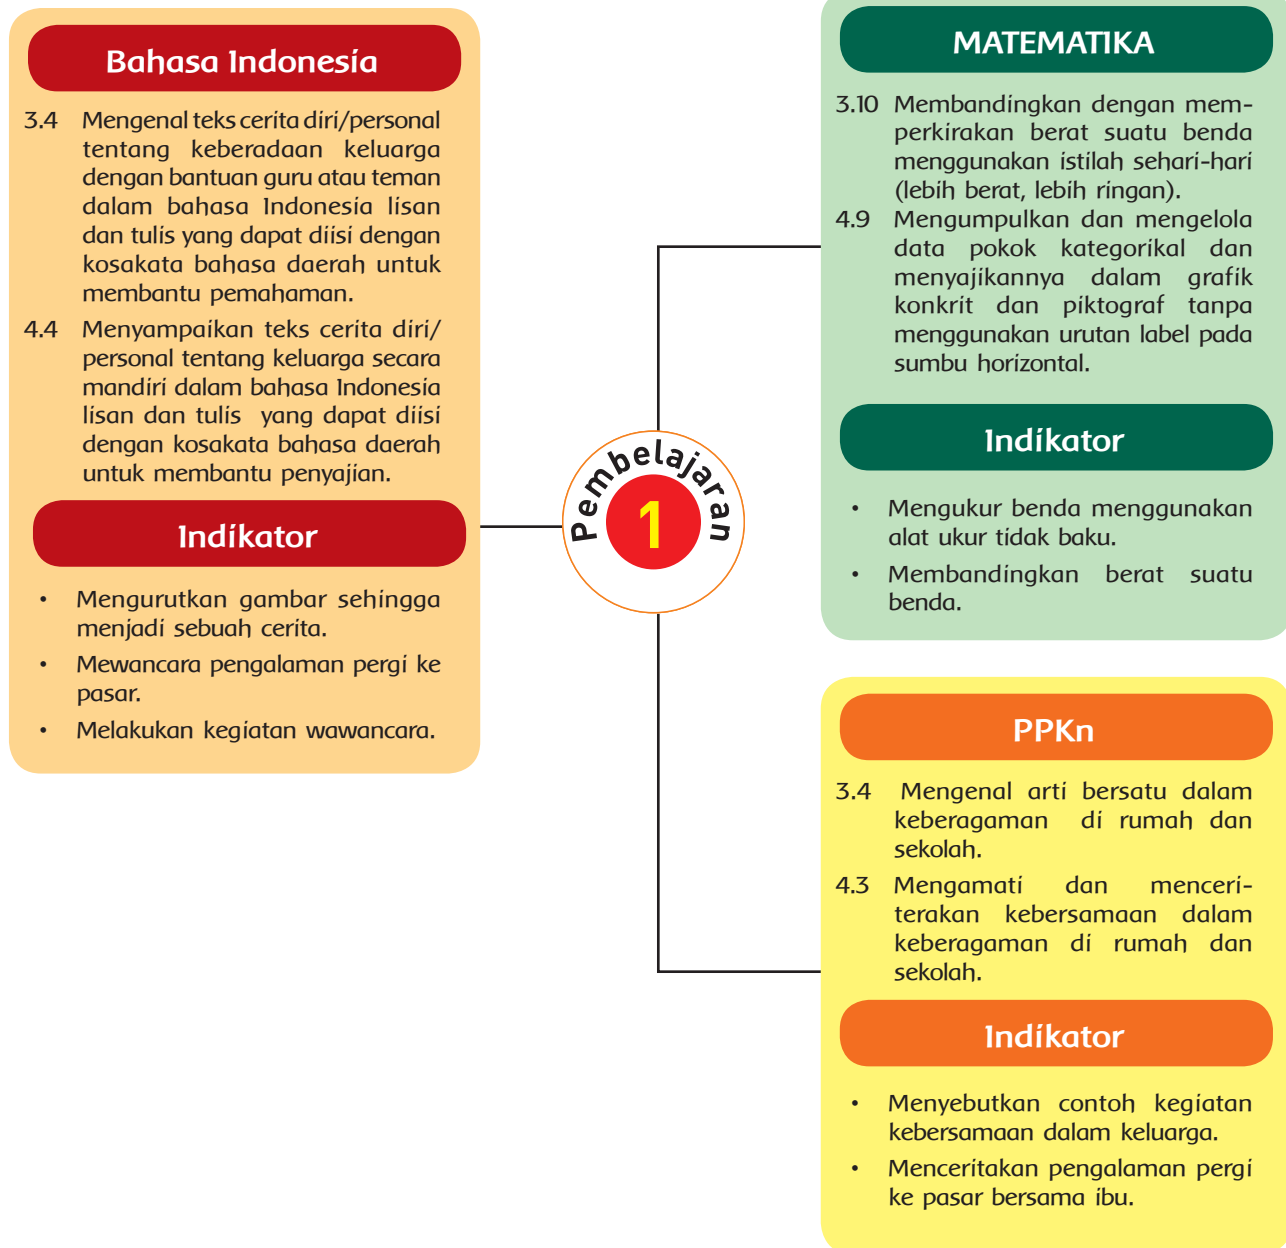 Bahasa Indonesia
3.4 Mengenal teks cerita diri/personal
tentang keberadaan keluarga
dengan bantuan guru atau teman
dalam bahasa Indonesia lisan
dan tulis yang dapat diisi dengan
kosakata bahasa daerah untuk
membantu pemahaman.
4.4 Menyampaikan teks cerita diri/
personal tentang keluarga secara
mandiri dalam bahasa Indonesia
lisan dan tulis yang dapat diisi
dengan kosakata bahasa daerah
untuk membantu penyajian.
Indikator
• Mengurutkan gambar sehingga
menjadi sebuah cerita.
• Mewancara pengalaman pergi ke
pasar.
• Melakukan kegiatan wawancara.
Pembelajaran
1
MATEMATIKA
3.10 Membandingkan dengan mem-
perkirakan berat suatu benda
menggunakan istilah sehari-hari
(lebih berat, lebih ringan).
4.9 Mengumpulkan dan mengelola
data pokok kategorikal dan
menyajikannya dalam grafik
konkrit dan piktograf tanpa
menggunakan urutan label pada
sumbu horizontal.
Indikator
• Mengukur benda menggunakan
alat ukur tidak baku.
• Membandingkan berat suatu
benda.
PPKn
3.4 Mengenal arti bersatu dalam
keberagaman di rumah dan
sekolah.
4.3 Mengamati dan menceri-
terakan kebersamaan dalam
keberagaman di rumah dan
sekolah.
Indikator
• Menyebutkan contoh kegiatan
kebersamaan dalam keluarga.
• Menceritakan pengalaman pergi
ke pasar bersama ibu.